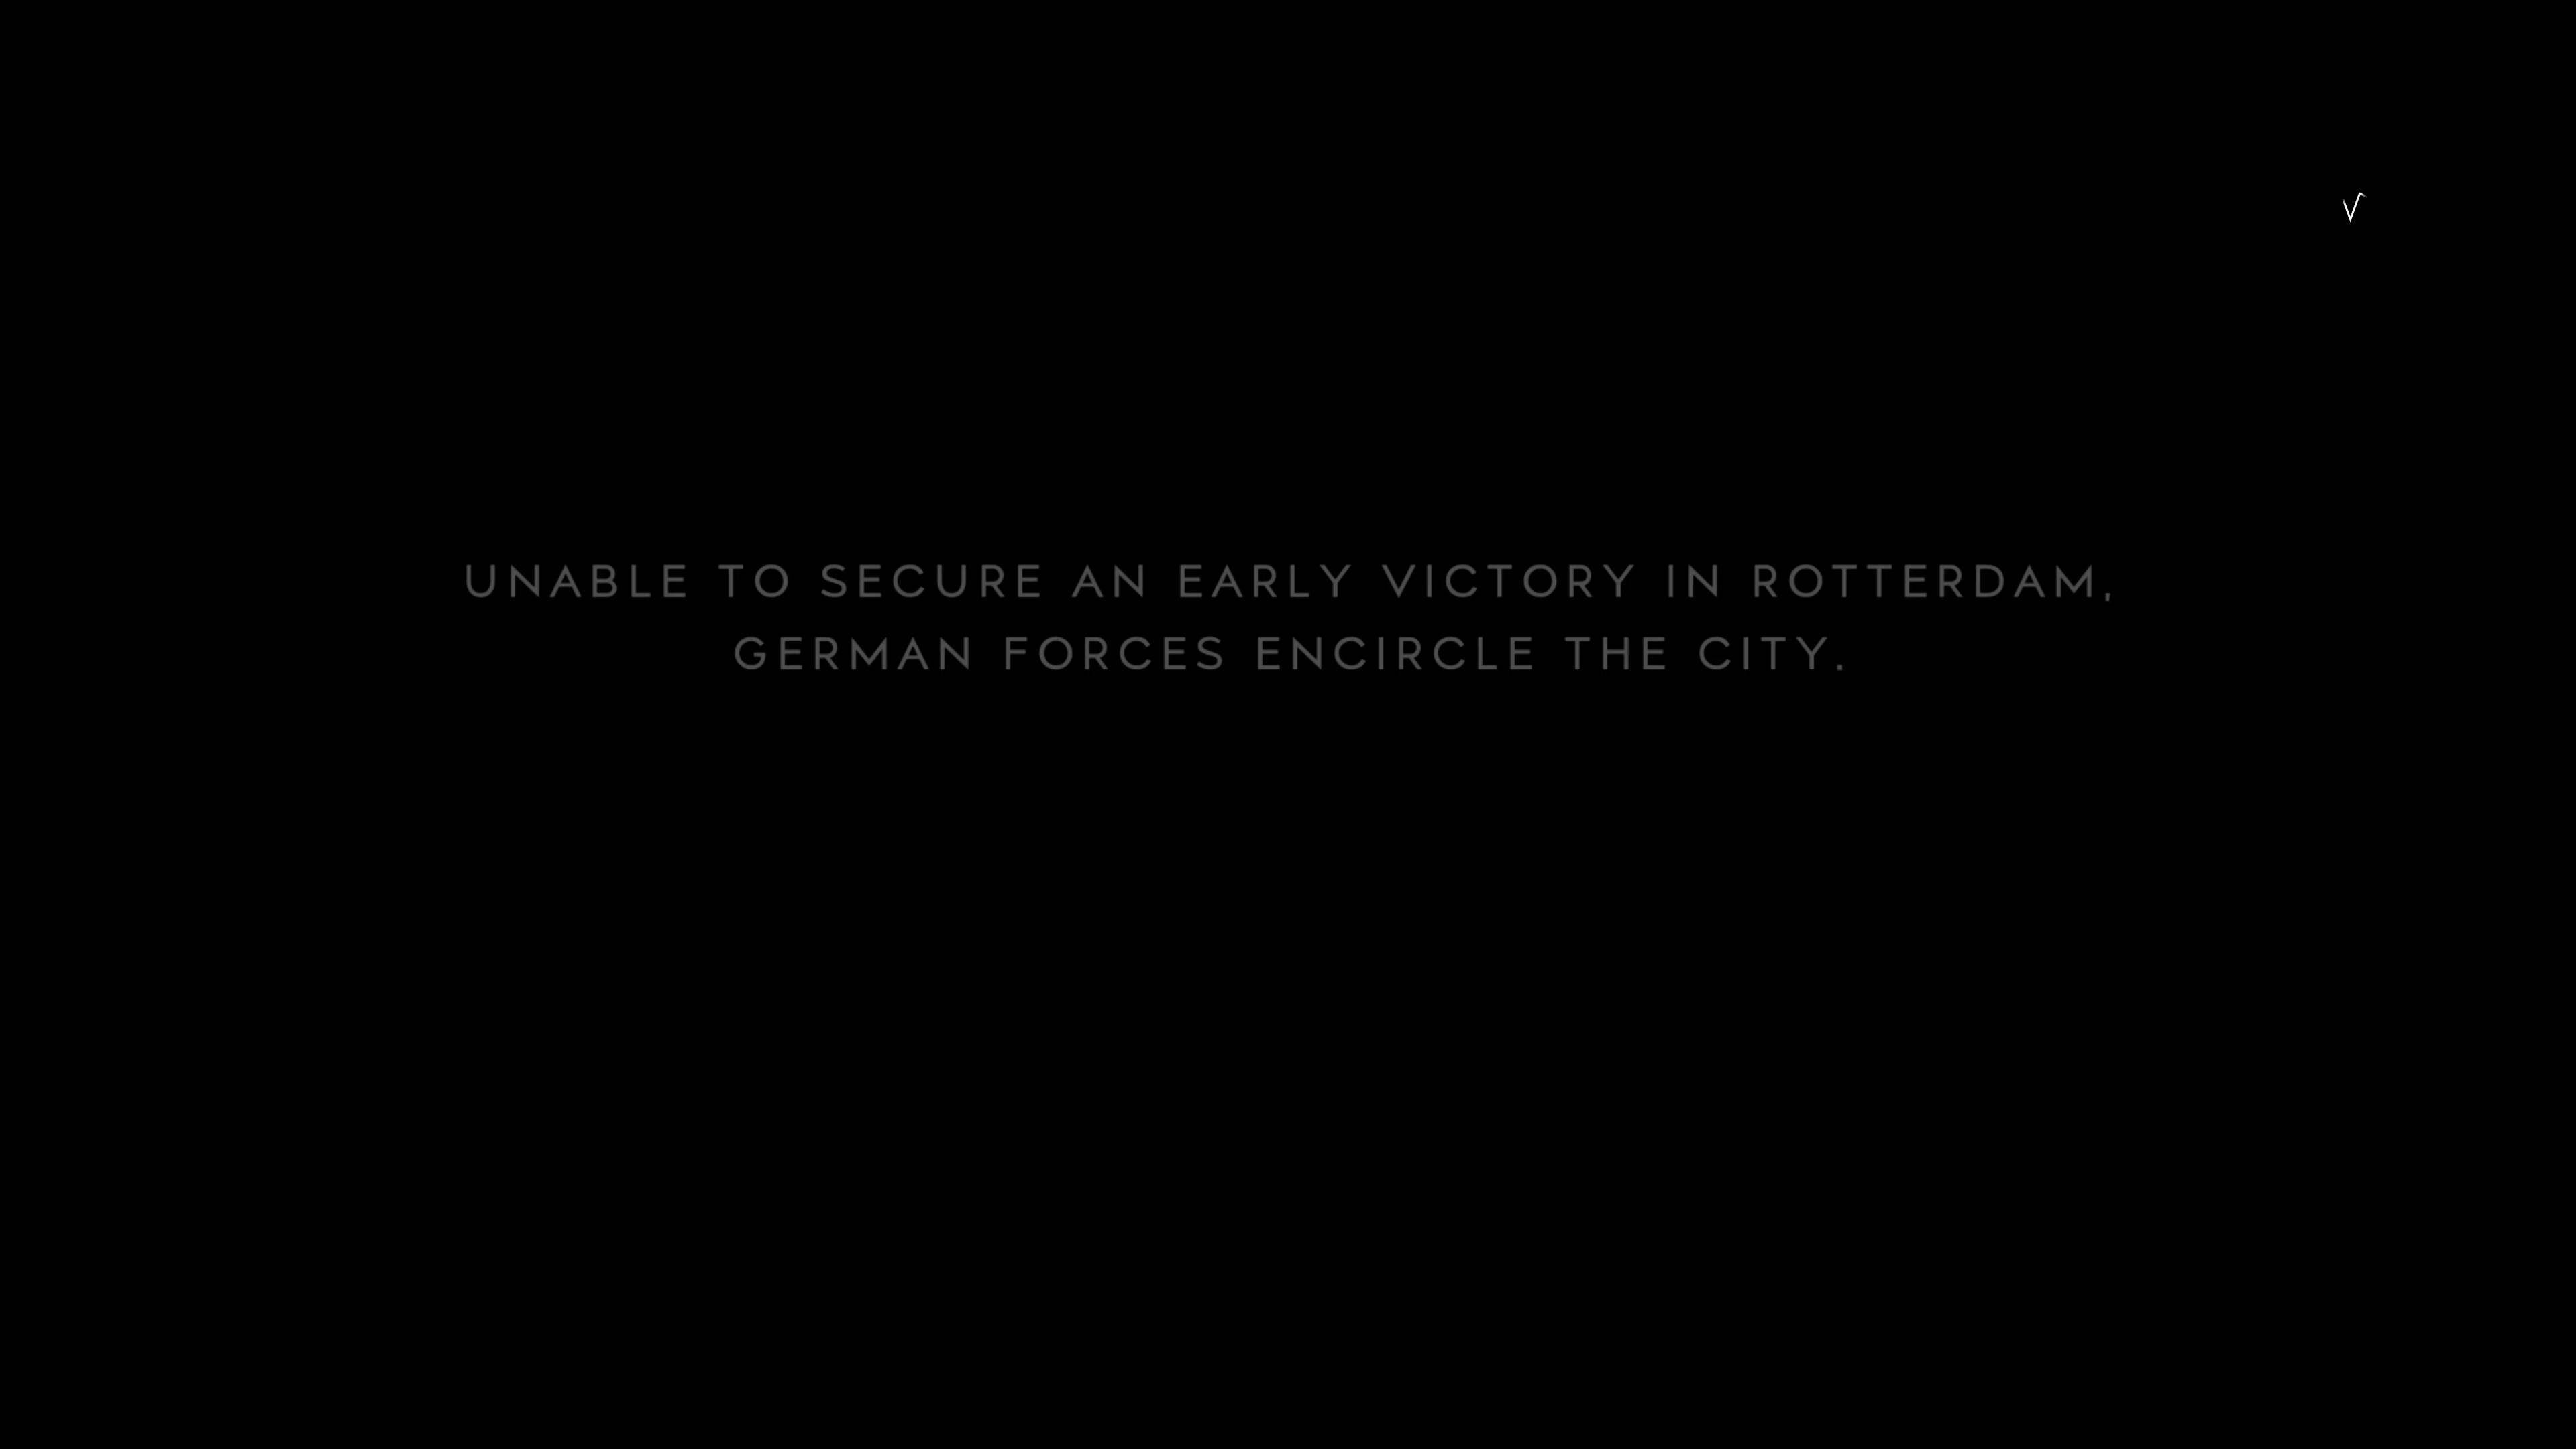 UNABLE TO SECURE AN EARLY VICTORY IN ROTTERDAM,
GERMAN FORCES ENCIRCLE THE CITY.